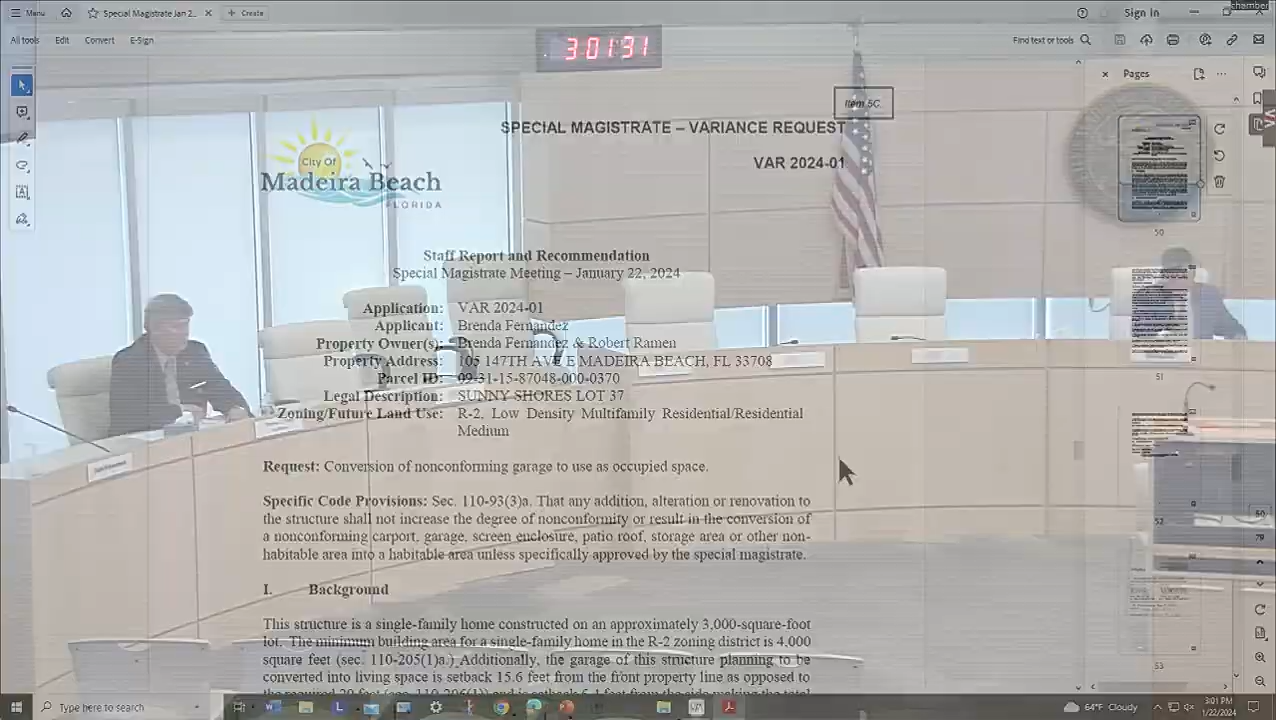 Menu
Special Magistrate Jan 2...
Create
chamber
Sign in
All tools
Edit
Convert
E-Sign
Find text or tools
3:01:31
Pages
Item 5C.
SPECIAL MAGISTRATE – VARIANCE REQUEST
VAR 2024-01
City Of
Madeira Beach
FLORIDA
Staff Report and Recommendation
Special Magistrate Meeting – January 22, 2024
Application: VAR 2024-01
Applicant: Brenda Fernandez
Property Owner(s): Brenda Fernandez & Robert Ramen
Property Address: 147TH AVE E MADEIRA BEACH, FL 33708
Parcel ID: 09-31-15-87048-000-0370
Legal Description: SUNNY SHORES LOT 37
Zoning/Future Land Use: R-2, Low Density Multifamily Residential/Residential
Medium
Request: Conversion of nonconforming garage to use as occupied space.
Specific Code Provisions: Sec. 110-93(3)a. That any addition, alteration or renovation to
the structure shall not increase the degree of nonconformity or result in the conversion of
a nonconforming carport, garage, screen enclosure, patio roof, storage area or other non-
habitable area into a habitable area unless specifically approved by the special magistrate.
I. Background
This structure is a single-family home constructed on an approximately 3,000-square-foot
lot. The minimum building area for a single-family home in the R-2 zoning district is 4,000
square feet (sec. 110-205(1)a.) Additionally, the garage of this structure planning to be
converted into living space is setback 15.6 feet from the front property line as opposed to
50
51
52
53
50
79
Type here to search
64°F Cloudy
3:01 PM
1/22/2024